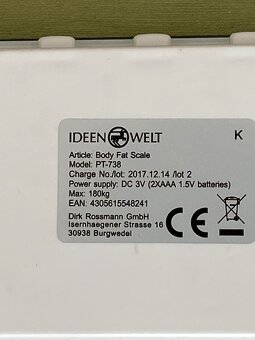 IDEEN WELT
K
Article: Body Fat Scale
Model: PT-738
Charge No./lot: 2017.12.14 /lot 2
Power supply: DC 3V (2XAAA 1.5V batteries)
Max: 180kg
EAN: 4305615548241
Dirk Rossmann GmbH
Isernhaegener Strasse 16
30938 Burgwedel
CE